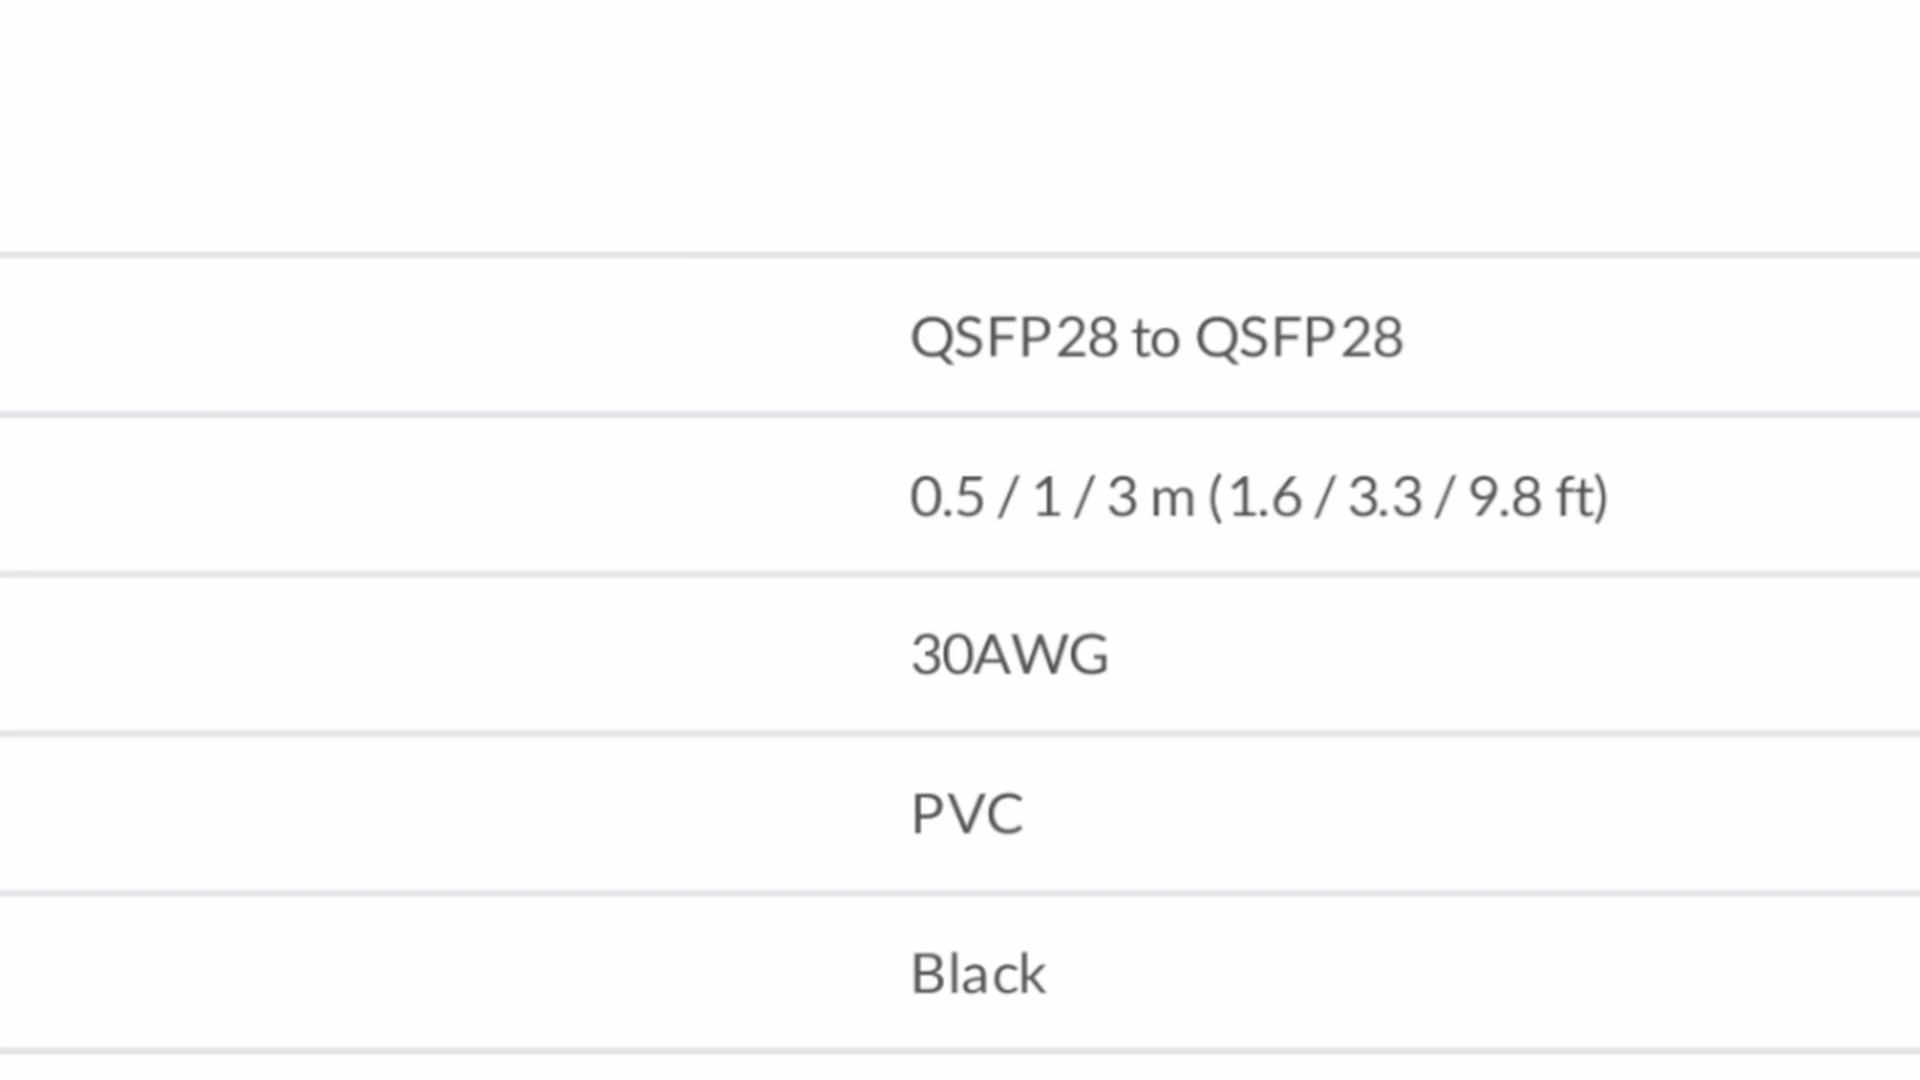 QSFP28 to QSFP28
0.5 / 1 / 3 m (1.6 / 3.3 / 9.8 ft)
30AWG
PVC
Black